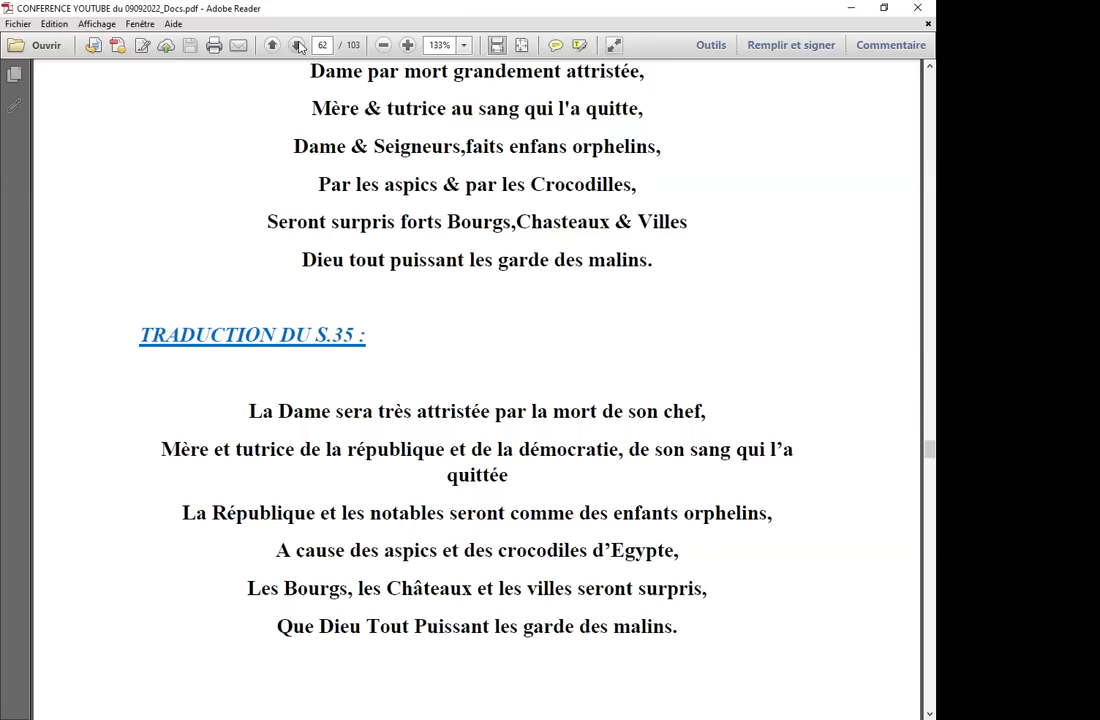 CONFERENCE YOUTUBE du 09092022_Docs.pdf - Adobe Reader
Fichier Edition Affichage Fenêtre Aide
Ouvrir 62 / 103 133% Outils Remplir et signer Commentaire
Dame par mort grandement attristée,
Mère & tutrice au sang qui l'a quitte,
Dame & Seigneurs,faits enfans orphelins,
Par les aspics & par les Crocodilles,
Seront surpris forts Bourgs,Chasteaux & Villes
Dieu tout puissant les garde des malins.
TRADUCTION DU S.35 :
La Dame sera très attristée par la mort de son chef,
Mère et tutrice de la république et de la démocratie, de son sang qui l’a
quittée
La République et les notables seront comme des enfants orphelins,
A cause des aspics et des crocodiles d’Egypte,
Les Bourgs, les Châteaux et les villes seront surpris,
Que Dieu Tout Puissant les garde des malins.